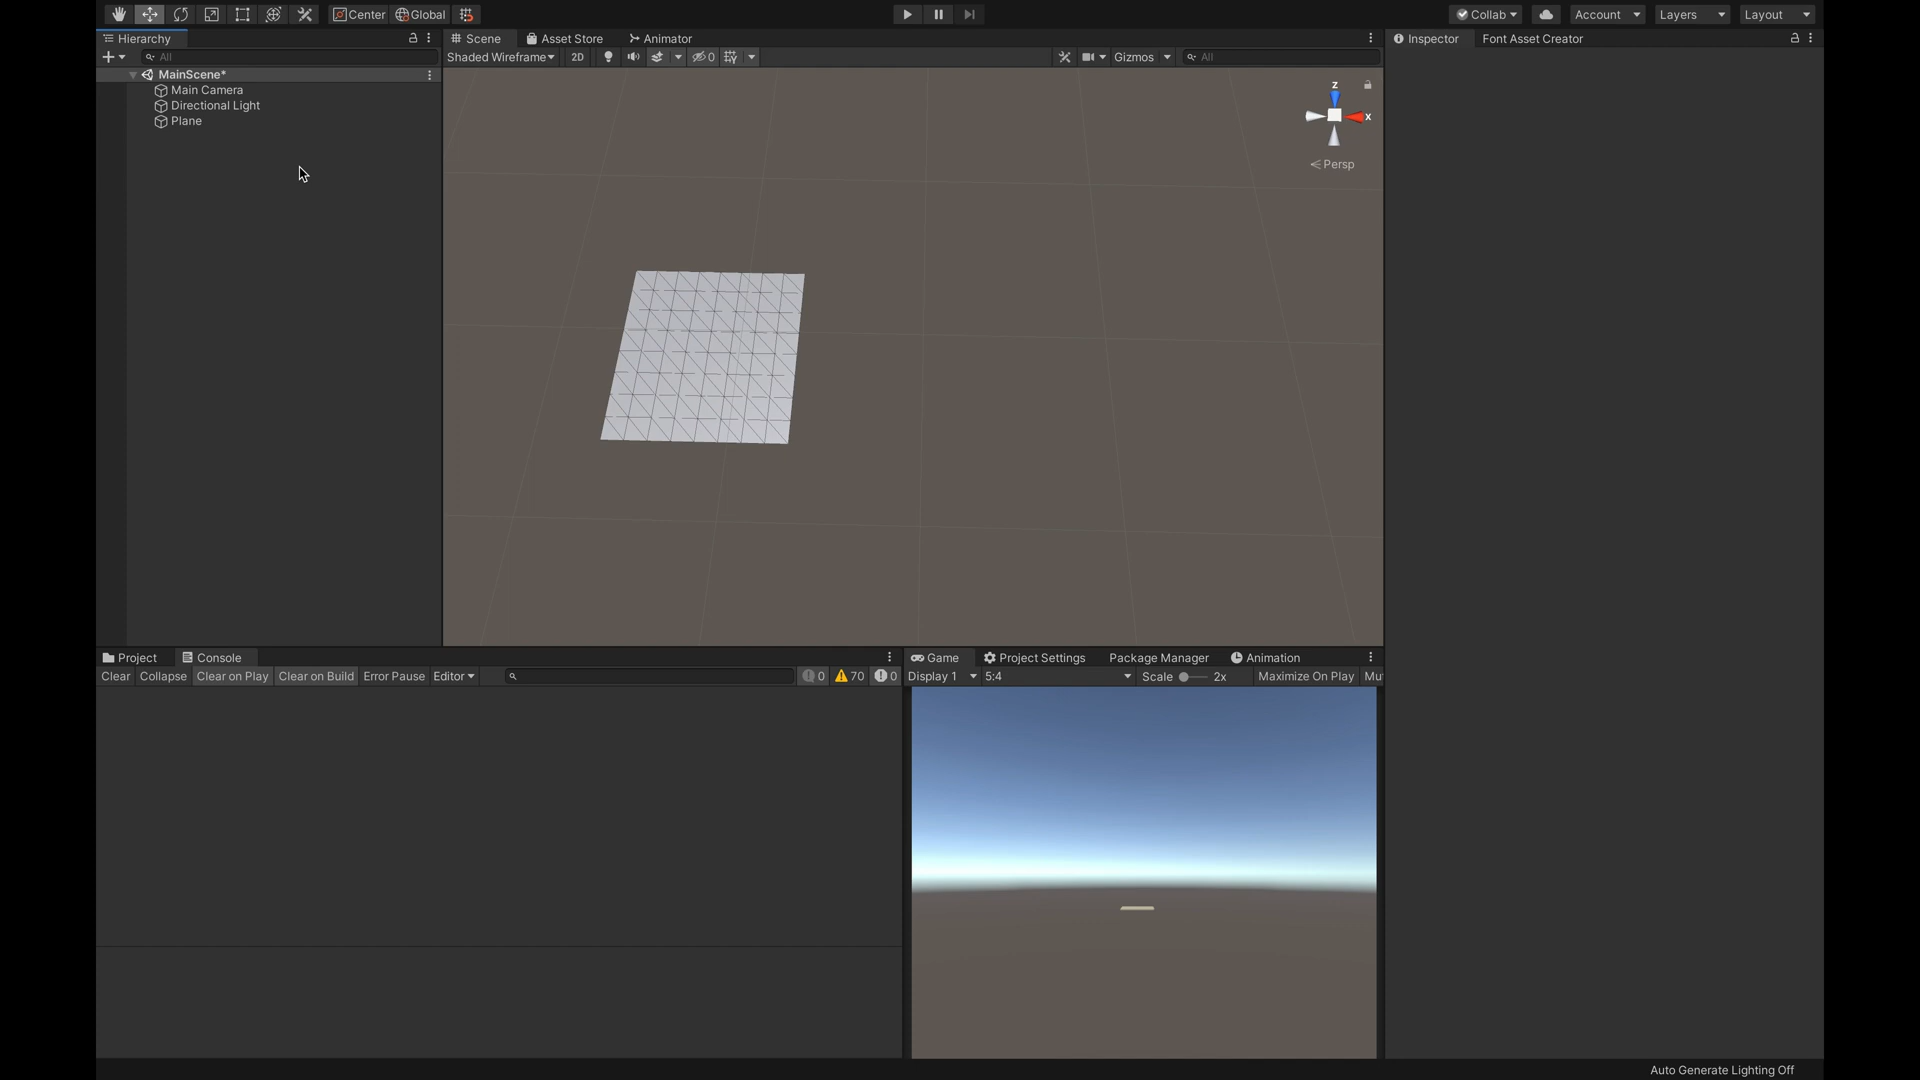 Center Global
Collab Account Layers Layout
Hierarchy
All
MainScene*
Main Camera
Directional Light
Plane
Scene Asset Store Animator
Shaded Wireframe 2D 0 Gizmos All
z
x
Persp
Inspector Font Asset Creator
Project Console
Clear Collapse Clear on Play Clear on Build Error Pause Editor 0 70 0
Game Project Settings Package Manager Animation
Display 1 5:4 Scale 2x Maximize On Play Mut
Auto Generate Lighting Off